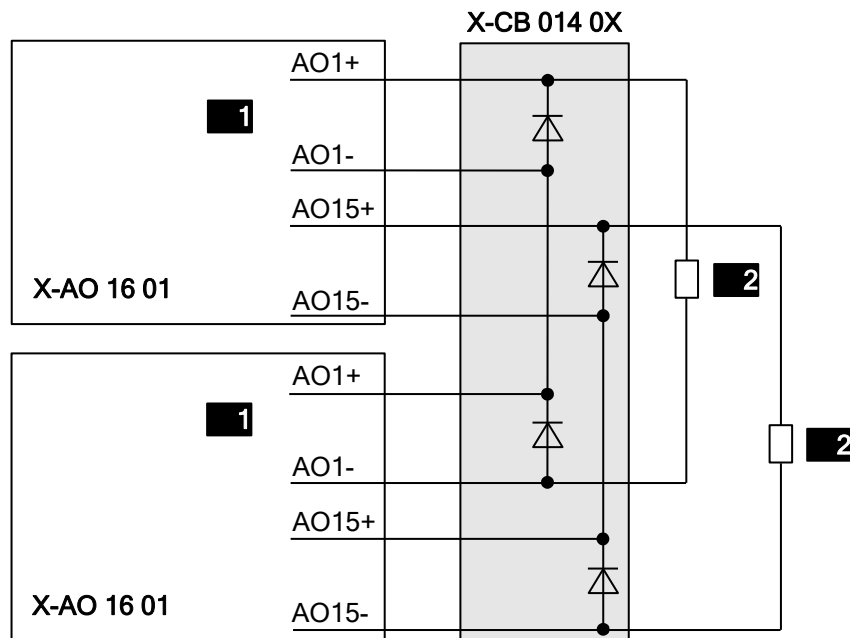 X-CB 014 0X
AO1+
1
AO1-
AO15+
X-AO 16 01
2
AO15-
AO1+
1
2
AO1-
AO15+
X-AO 16 01
AO15-